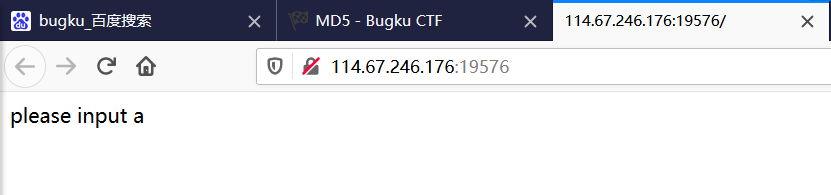 bugku_百度搜索
MD5 - Bugku CTF
114.67.246.176:19576/
114.67.246.176:19576
please input a